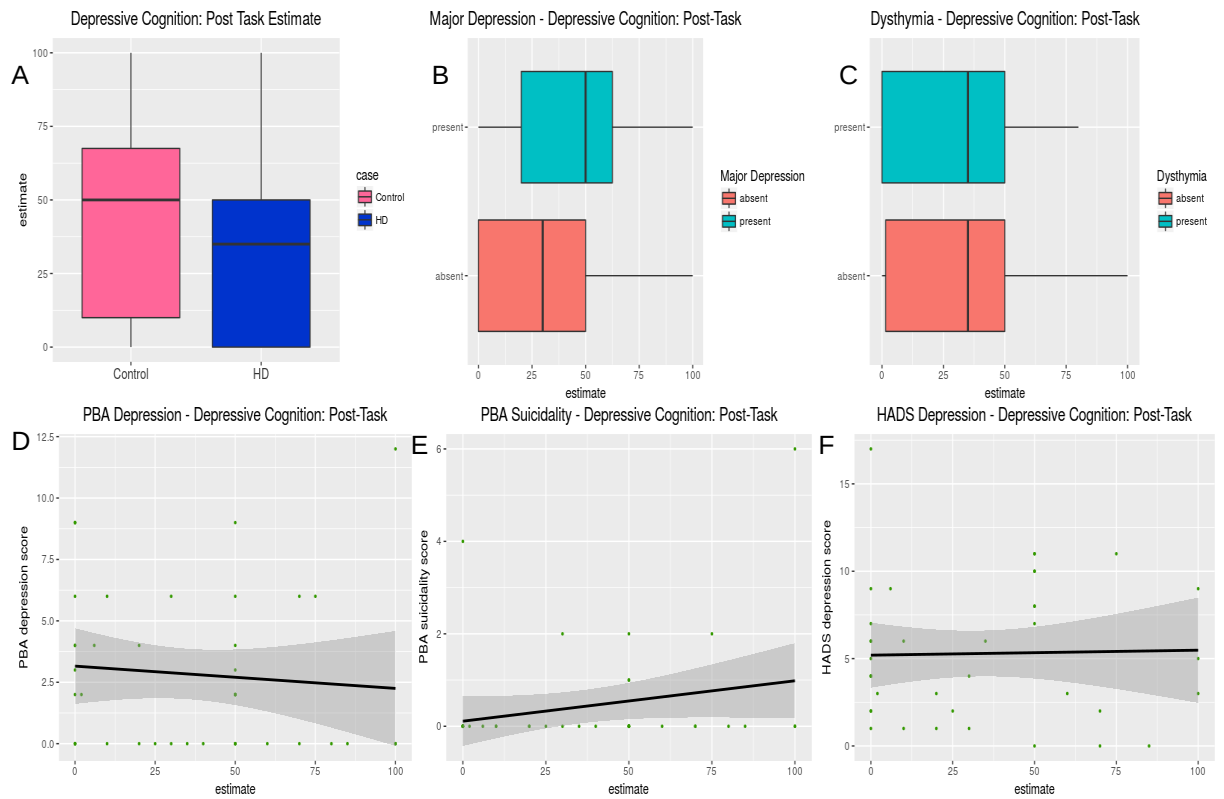 Depressive Cognition: Post Task Estimate
A
100
75
50
25
0
estimate
Control
HD
case
Control
HD
Major Depression - Depressive Cognition: Post-Task
B
present
absent
0
25
50
75
100
estimate
Major Depression
absent
present
Dysthymia - Depressive Cognition: Post-Task
C
present
absent
0
25
50
75
100
estimate
Dysthymia
absent
present
PBA Depression - Depressive Cognition: Post-Task
D
12.5
10.0
7.5
5.0
2.5
0.0
PBA depression score
0
25
50
75
100
estimate
PBA Suicidality - Depressive Cognition: Post-Task
E
6
4
2
0
PBA suicidality score
0
25
50
75
100
estimate
HADS Depression - Depressive Cognition: Post-Task
F
15
10
5
0
HADS depression score
0
25
50
75
100
estimate